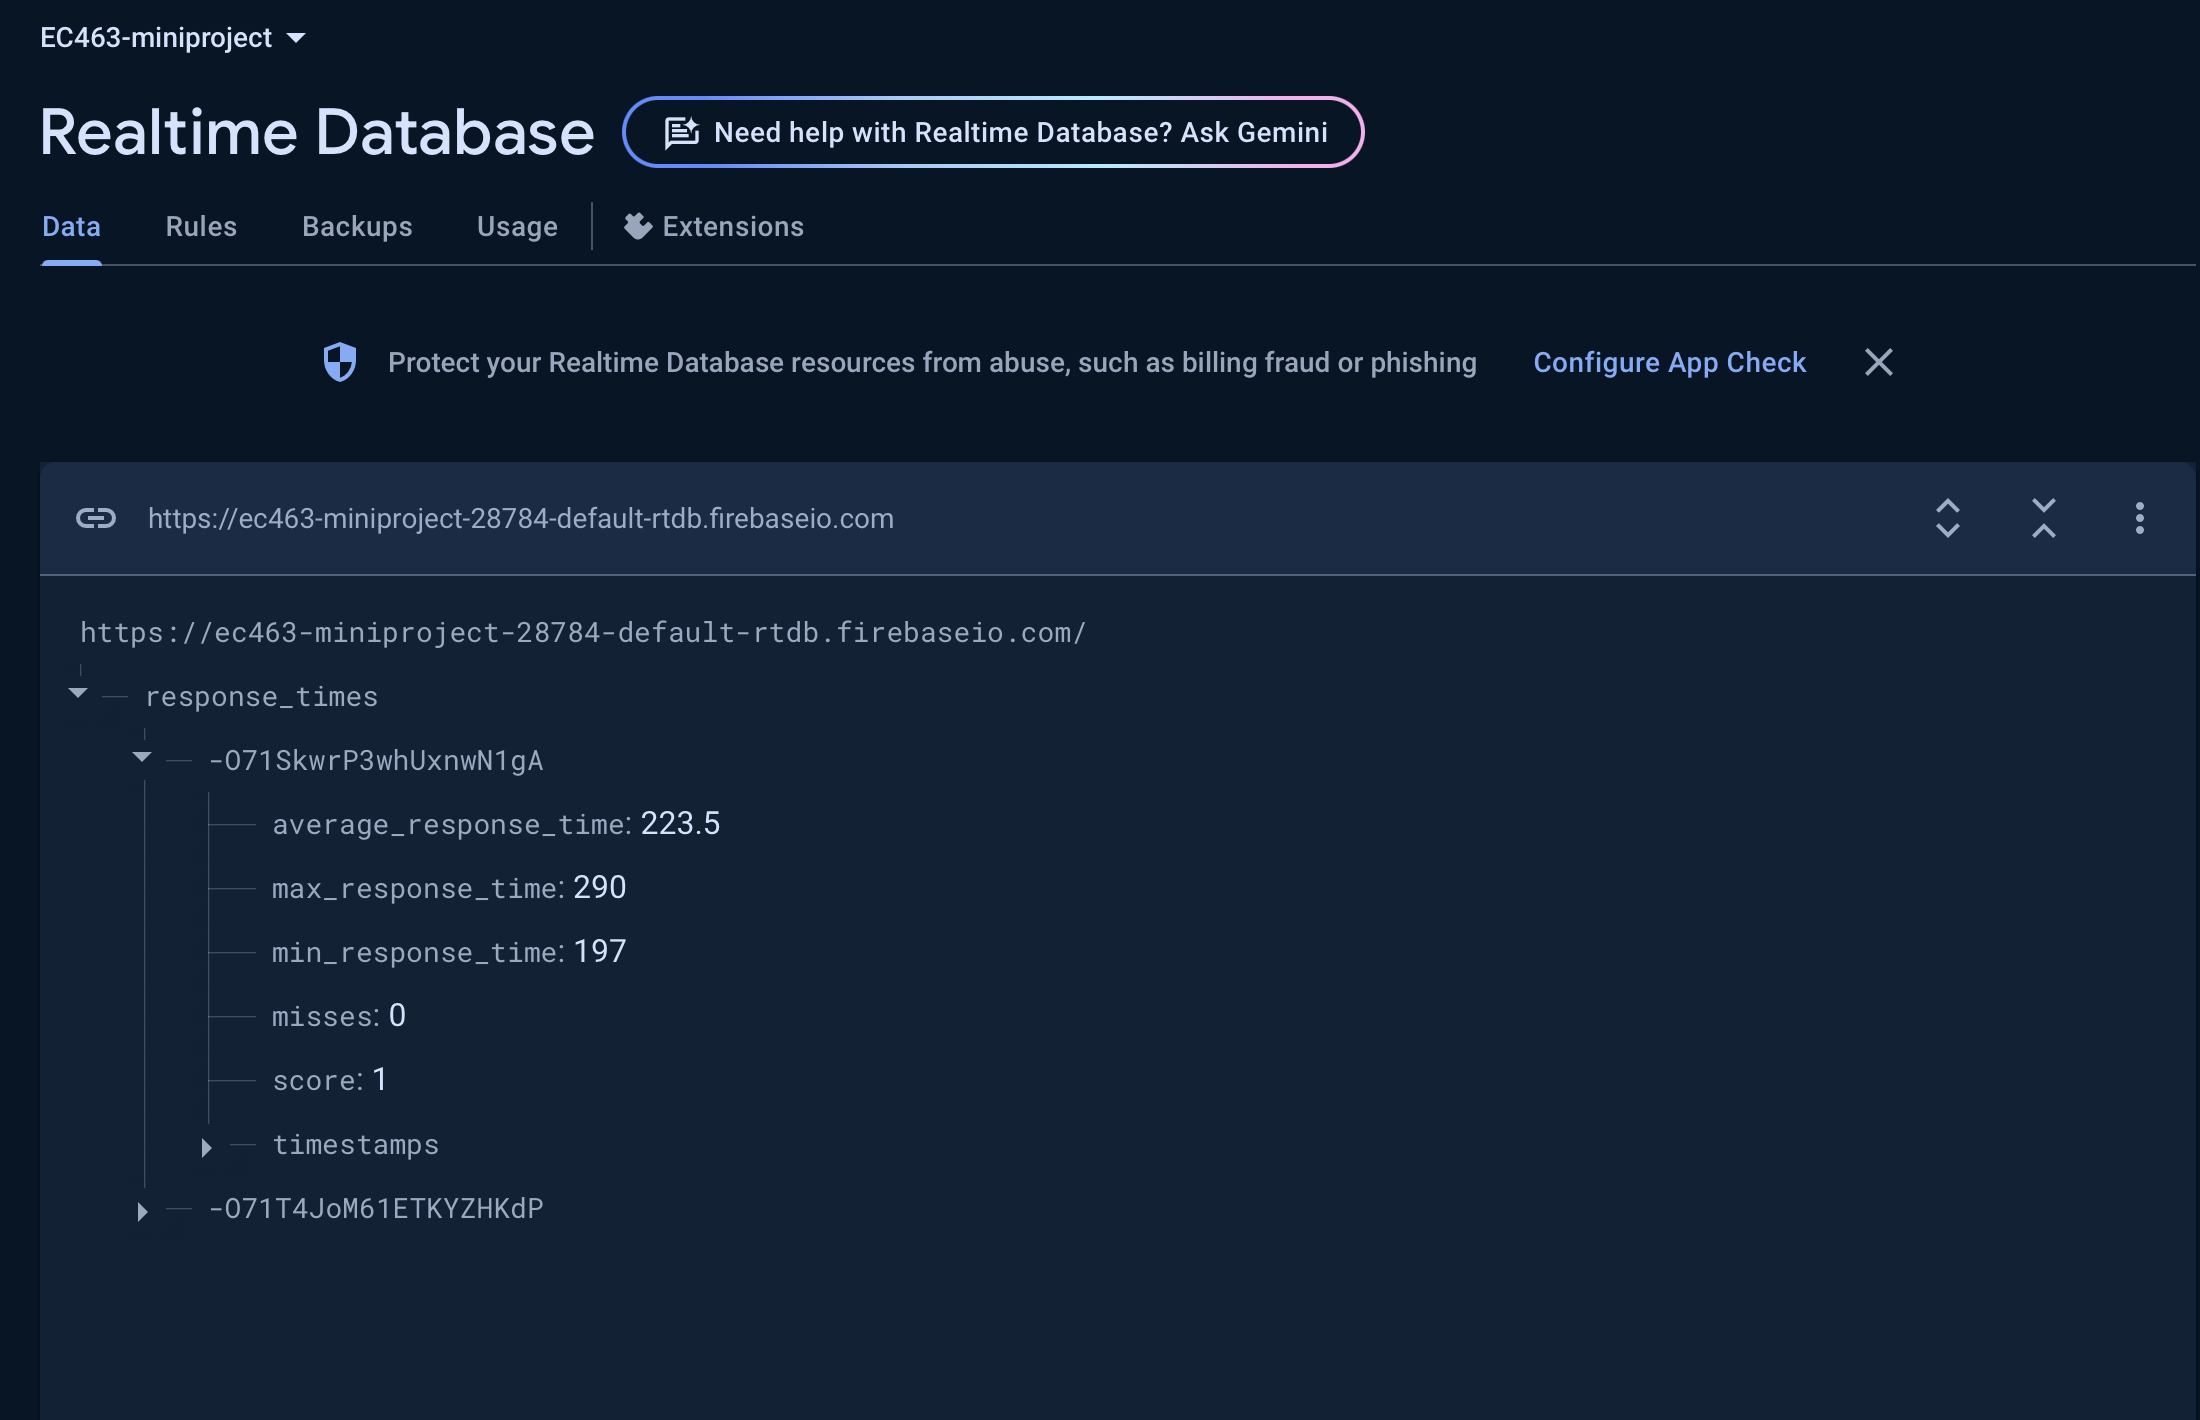 EC463-miniproject
Realtime Database
Need help with Realtime Database? Ask Gemini
Data Rules Backups Usage Extensions
Protect your Realtime Database resources from abuse, such as billing fraud or phishing Configure App Check
https://ec463-miniproject-28784-default-rtdb.firebaseio.com
https://ec463-miniproject-28784-default-rtdb.firebaseio.com/
response_times
-O71SkwrP3whUxnwN1gA
average_response_time: 223.5
max_response_time: 290
min_response_time: 197
misses: 0
score: 1
timestamps
-O71T4JoM61ETKYZHKdP